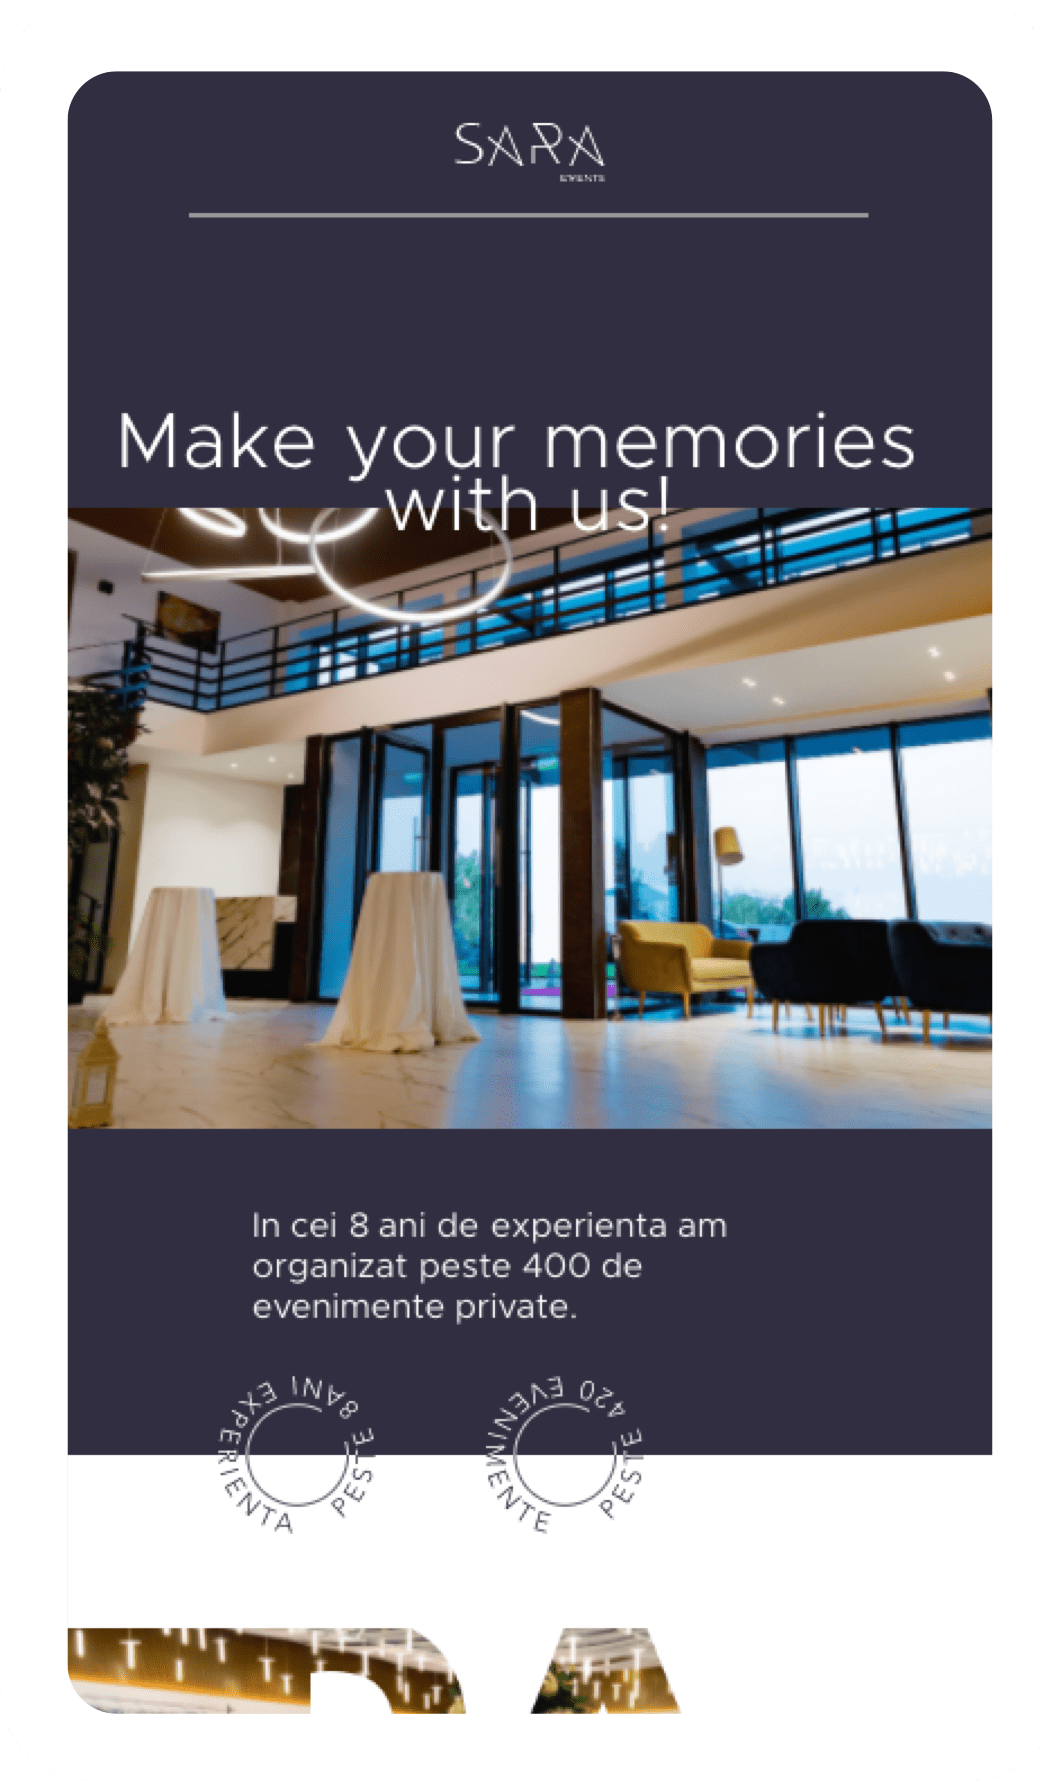 SARA
EVENTS
Make your memories
with us!
In cei 8 ani de experienta am
organizat peste 400 de
evenimente private.
PESTE 8ANI EXPERIENTA
PESTE 420 EVENIMENTE
RA